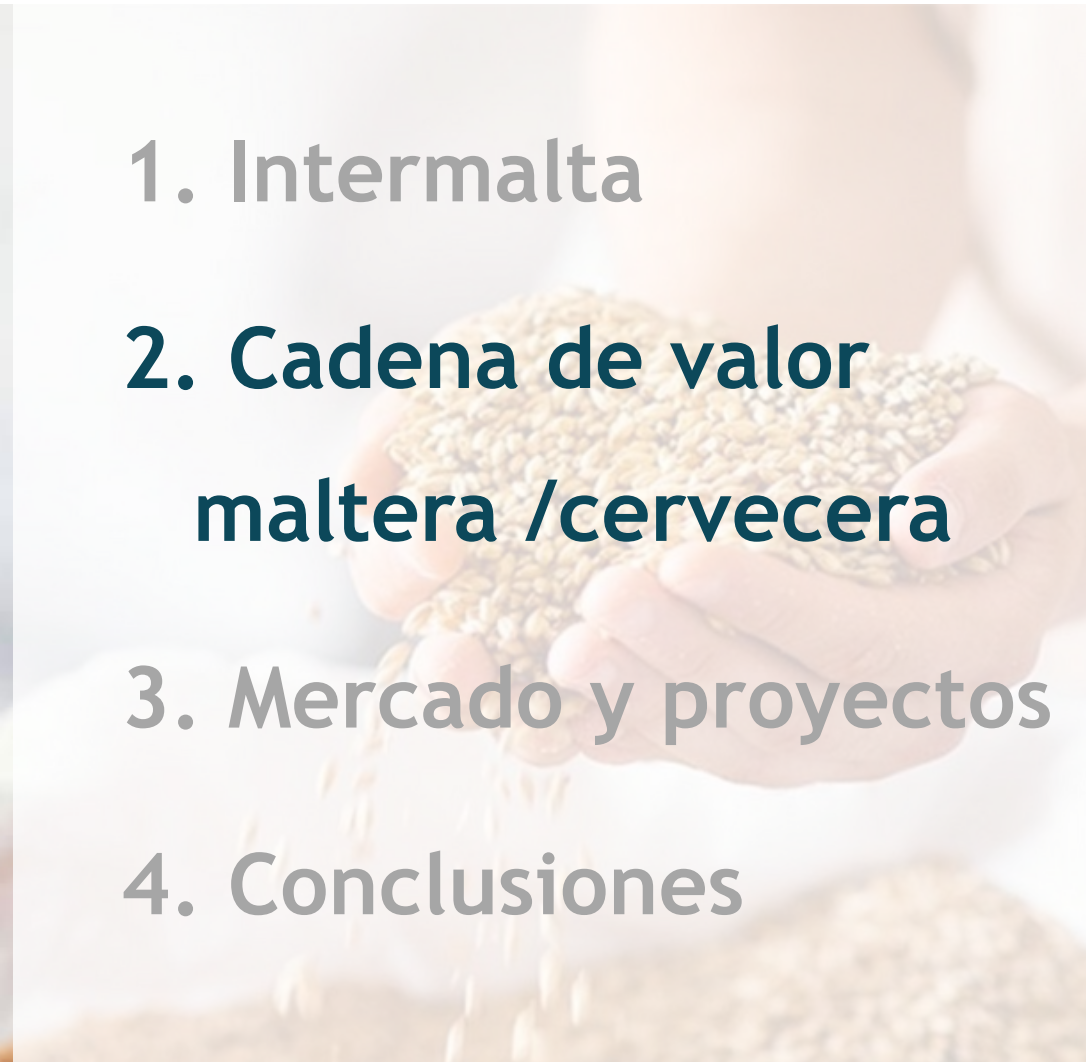 1. Intermalta
2. Cadena de valor
maltera /cervecera
3. Mercado y proyectos
4. Conclusiones